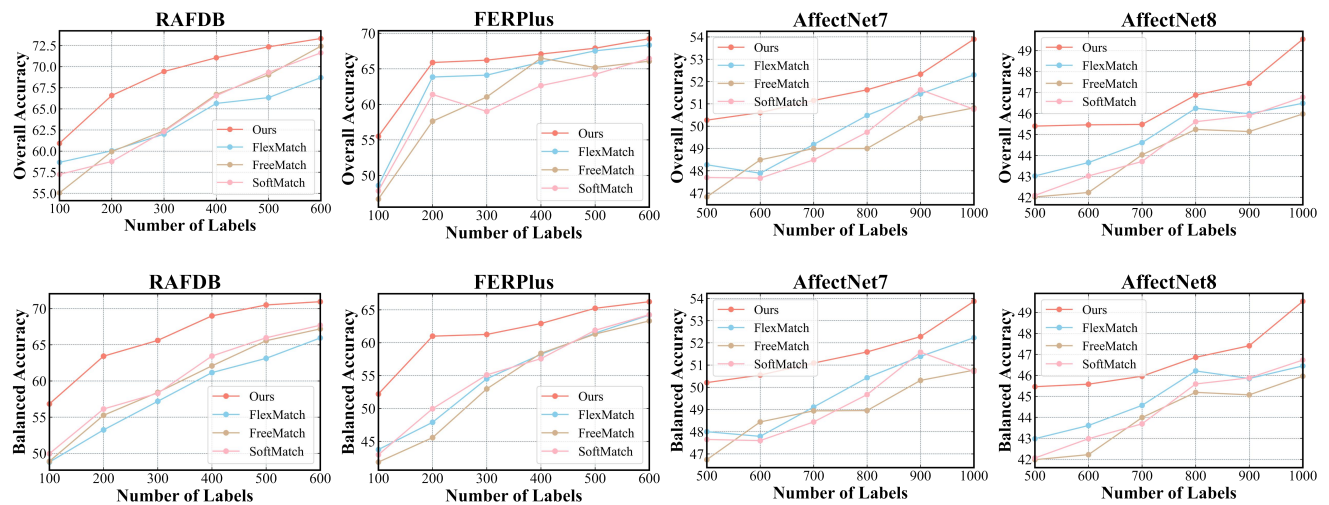 RAFDB
Overall Accuracy
72.5
70.0
67.5
65.0
62.5
60.0
57.5
55.0
100 200 300 400 500 600
Number of Labels
Ours
FlexMatch
FreeMatch
SoftMatch
FERPlus
Overall Accuracy
70
65
60
55
50
100 200 300 400 500 600
Number of Labels
Ours
FlexMatch
FreeMatch
SoftMatch
AffectNet7
Overall Accuracy
54
53
52
51
50
49
48
47
500 600 700 800 900 1000
Number of Labels
Ours
FlexMatch
FreeMatch
SoftMatch
AffectNet8
Overall Accuracy
49
48
47
46
45
44
43
42
500 600 700 800 900 1000
Number of Labels
Ours
FlexMatch
FreeMatch
SoftMatch
RAFDB
Balanced Accuracy
70
65
60
55
50
100 200 300 400 500 600
Number of Labels
Ours
FlexMatch
FreeMatch
SoftMatch
FERPlus
Balanced Accuracy
65
60
55
50
45
100 200 300 400 500 600
Number of Labels
Ours
FlexMatch
FreeMatch
SoftMatch
AffectNet7
Balanced Accuracy
54
53
52
51
50
49
48
47
500 600 700 800 900 1000
Number of Labels
Ours
FlexMatch
FreeMatch
SoftMatch
AffectNet8
Balanced Accuracy
49
48
47
46
45
44
43
42
500 600 700 800 900 1000
Number of Labels
Ours
FlexMatch
FreeMatch
SoftMatch